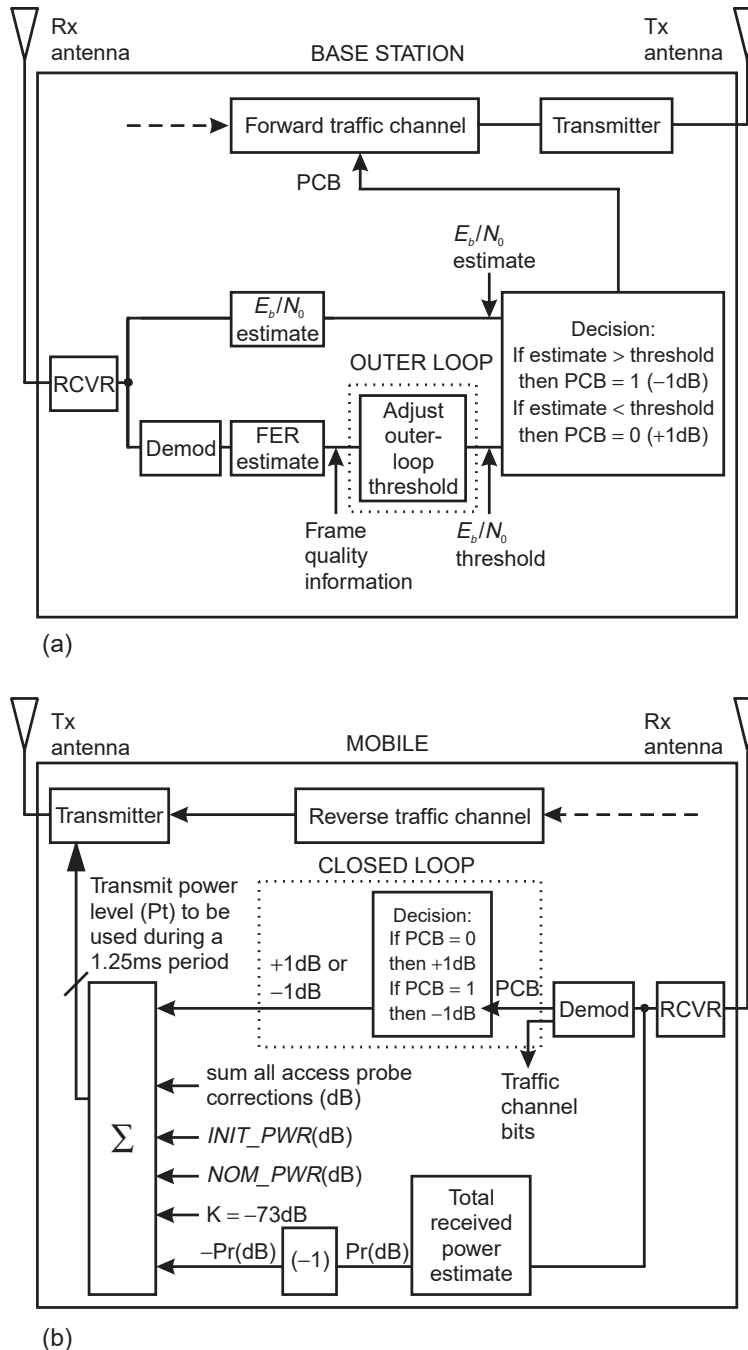 Rx
antenna
Tx
antenna
BASE STATION
Forward traffic channel
Transmitter
PCB
E_b/N_0
estimate
E_b/N_0
estimate
Decision:
If estimate > threshold
then PCB = 1 (−1dB)
If estimate < threshold
then PCB = 0 (+1dB)
OUTER LOOP
RCVR
Demod
FER
estimate
Adjust
outer-
loop
threshold
Frame
quality
information
E_b/N_0
threshold
(a)
Tx
antenna
Rx
antenna
MOBILE
Transmitter
Reverse traffic channel
CLOSED LOOP
Transmit power
level (Pt) to be
used during a
1.25ms period
+1dB or
−1dB
Decision:
If PCB = 0
then +1dB
If PCB = 1
then −1dB
PCB
Demod
RCVR
Traffic
channel
bits
sum all access probe
corrections (dB)
Σ
INIT_PWR(dB)
NOM_PWR(dB)
K = −73dB
−Pr(dB)
(−1)
Pr(dB)
Total
received
power
estimate
(b)